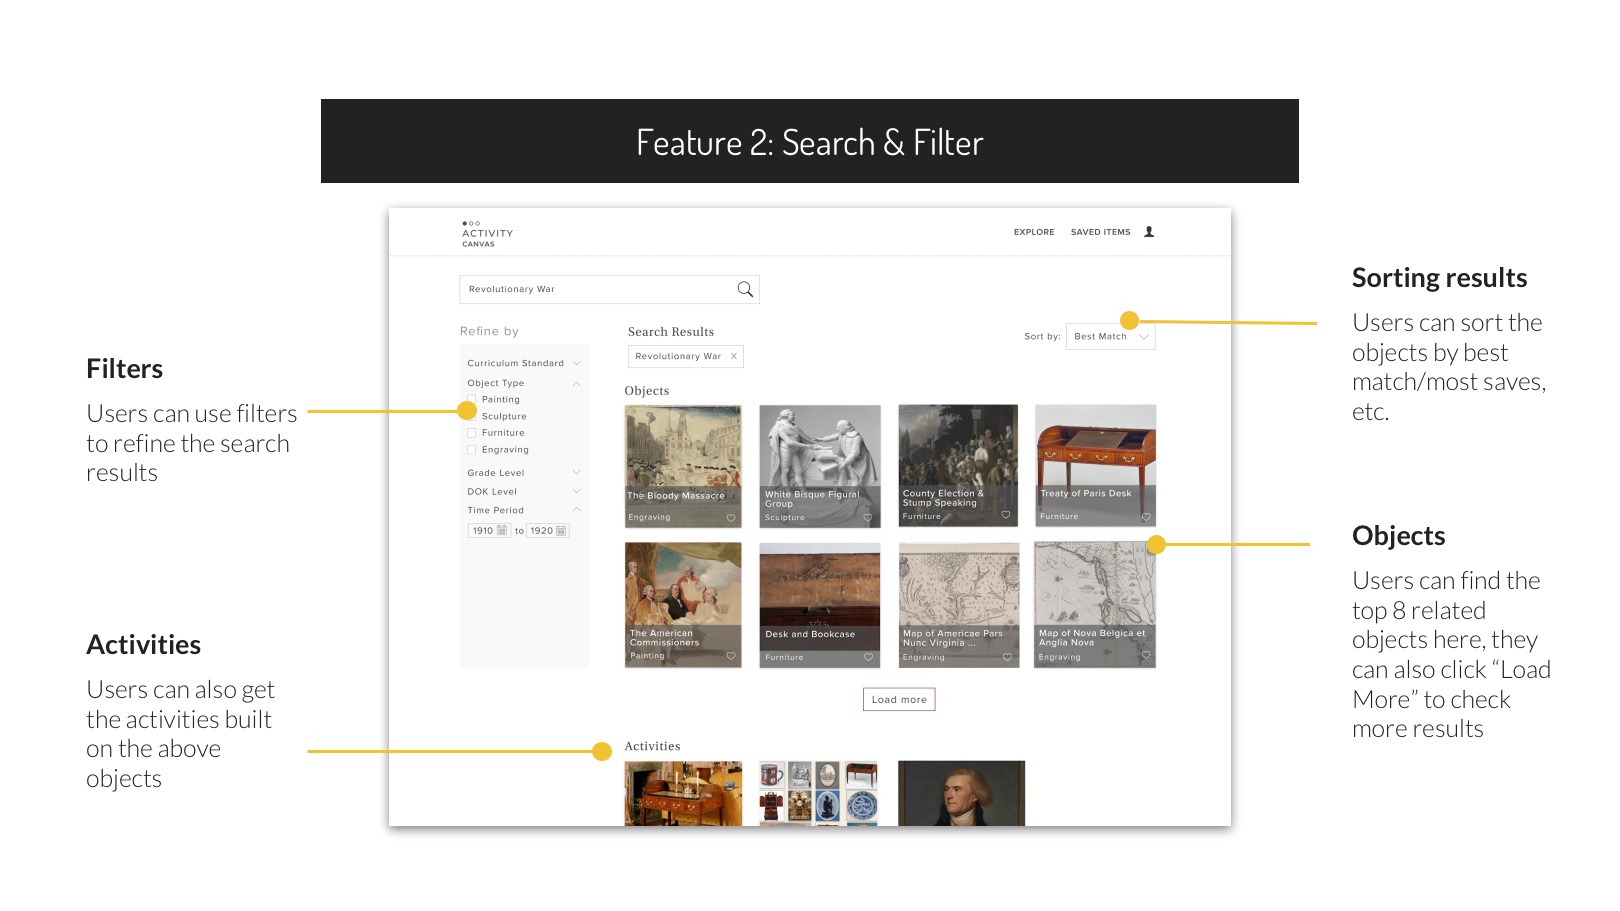 Feature 2: Search & Filter
ACTIVITY
CANVAS
EXPLORE
SAVED ITEMS
Revolutionary War
Refine by
Curriculum Standard
Object Type
Painting
Sculpture
Furniture
Engraving
Grade Level
DOK Level
Time Period
1910 to 1920
Search Results
Revolutionary War X
Sort by: Best Match
Objects
The Bloody Massacre
Engraving
White Bisque Figural
Group
Sculpture
County Election &
Stump Speaking
Furniture
Treaty of Paris Desk
Furniture
The American
Commissioners
Painting
Desk and Bookcase
Furniture
Map of Americae Pars
Nunc Virginia ...
Engraving
Map of Nova Belgica et
Anglia Nova
Engraving
Load more
Activities
Filters
Users can use filters
to refine the search
results
Activities
Users can also get
the activities built
on the above
objects
Sorting results
Users can sort the
objects by best
match/most saves,
etc.
Objects
Users can find the
top 8 related
objects here, they
can also click “Load
More” to check
more results